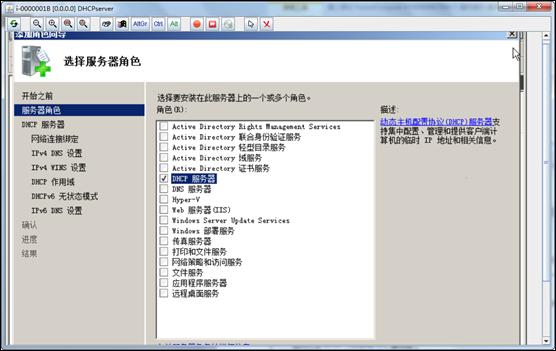 i-0000001B [0.0.0.0] DHCPserver
AltGr Ctrl Alt
添加角色向导
选择服务器角色
开始之前
服务器角色
DHCP 服务器
网络连接绑定
IPv4 DNS 设置
IPv4 WINS 设置
DHCP 作用域
DHCPv6 无状态模式
IPv6 DNS 设置
确认
进度
结果
选择要安装在此服务器上的一个或多个角色。
角色(R):
Active Directory Rights Management Services
Active Directory 联合身份验证服务
Active Directory 轻型目录服务
Active Directory 域服务
Active Directory 证书服务
DHCP 服务器
DNS 服务器
Hyper-V
Web 服务器(IIS)
Windows Server Update Services
Windows 部署服务
传真服务器
打印和文件服务
网络策略和访问服务
文件服务
应用程序服务器
远程桌面服务
描述:
动态主机配置协议(DHCP)服务器支
持集中配置、管理和提供客户端计
算机的临时 IP 地址和相关信息。